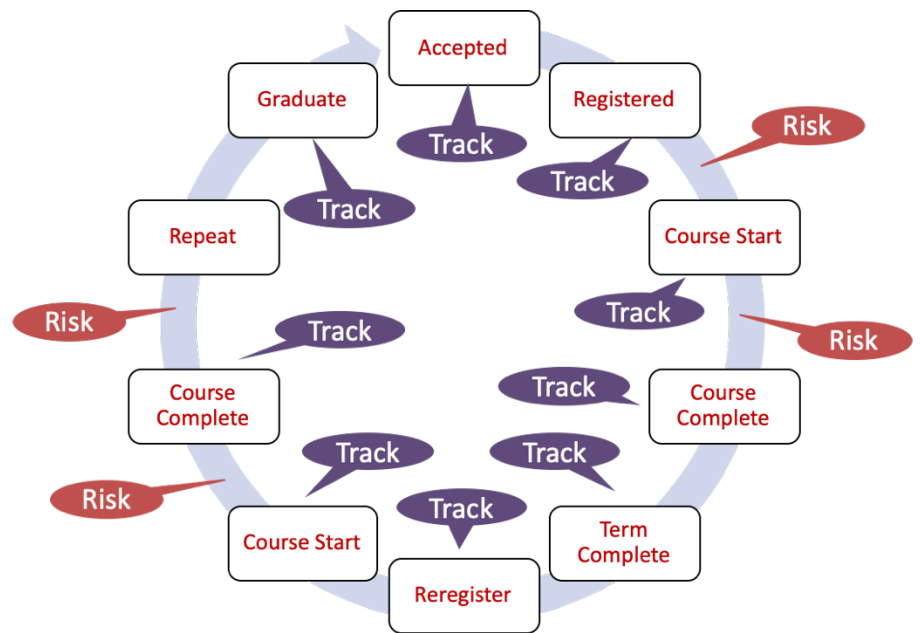 Accepted
Graduate
Registered
Risk
Track
Track
Track
Repeat
Course Start
Track
Risk
Risk
Track
Track
Course
Complete
Course
Complete
Track
Track
Risk
Track
Course Start
Term
Complete
Reregister